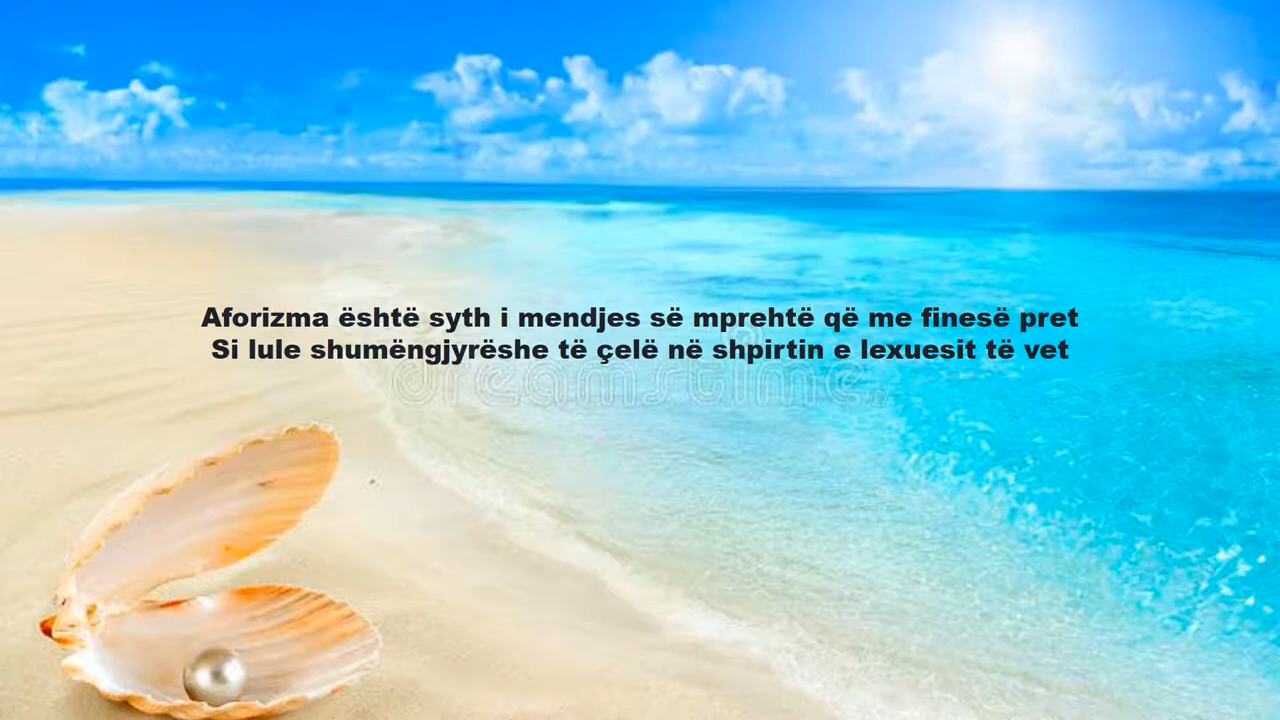 Aforizma është syth i mendjes së mprehtë që me finesë pret
Si lule shumëngjyrëshe të çelë në shpirtin e lexuesit të vet
dreamstime.